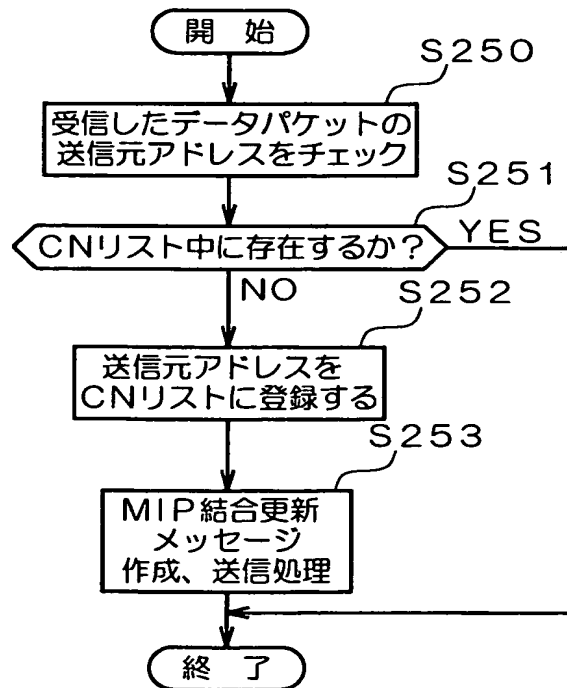 開 始
S250
受信したデータパケットの
送信元アドレスをチェック
S251
CNリスト中に存在するか？
YES
NO
S252
送信元アドレスを
CNリストに登録する
S253
MIP結合更新
メッセージ
作成、送信処理
終 了